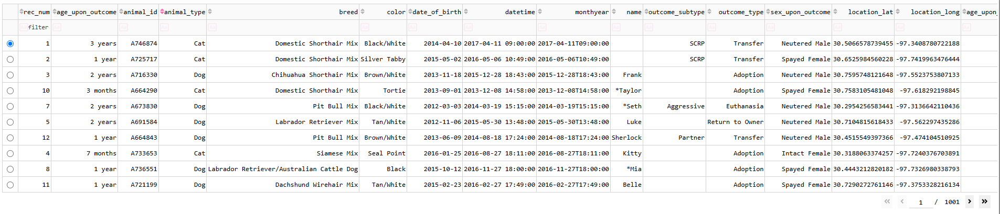 rec_num age_upon_outcome animal_id animal_type breed color date_of_birth datetime monthyear name outcome_subtype outcome_type sex_upon_outcome location_lat location_long age_upon_
filter
1 3 years A746874 Cat Domestic Shorthair Mix Black/White 2014-04-10 2017-04-11 09:00:00 2017-04-11T09:00:00 SCRP Transfer Neutered Male 30.5066578739455 -97.3408780722188
2 1 year A725717 Cat Domestic Shorthair Mix Silver Tabby 2015-05-02 2016-05-06 10:49:00 2016-05-06T10:49:00 SCRP Transfer Spayed Female 30.6525984560228 -97.7419963476444
3 2 years A716330 Dog Chihuahua Shorthair Mix Brown/White 2013-11-18 2015-12-28 18:43:00 2015-12-28T18:43:00 Frank Adoption Neutered Male 30.7595748121648 -97.5523753807133
10 3 months A664290 Cat Domestic Shorthair Mix Tortie 2013-09-01 2013-12-08 14:58:00 2013-12-08T14:58:00 *Taylor Adoption Spayed Female 30.7583105481048 -97.618292198845
7 2 years A673830 Dog Pit Bull Mix Black/White 2012-03-03 2014-03-19 15:15:00 2014-03-19T15:15:00 *Seth Aggressive Euthanasia Neutered Male 30.2954256583441 -97.3136642110436
5 2 years A691584 Dog Labrador Retriever Mix Tan/White 2012-11-06 2015-05-30 13:48:00 2015-05-30T13:48:00 Luke Return to Owner Neutered Male 30.7104815618433 -97.562297435286
12 1 year A664843 Dog Pit Bull Mix Brown/White 2013-06-09 2014-08-18 17:24:00 2014-08-18T17:24:00 Sherlock Partner Transfer Neutered Male 30.4515549397366 -97.474104510925
4 7 months A733653 Cat Siamese Mix Seal Point 2016-01-25 2016-08-27 18:11:00 2016-08-27T18:11:00 Kitty Adoption Intact Female 30.3188063374257 -97.7240376703891
8 1 year A736551 Dog Labrador Retriever/Australian Cattle Dog Black 2015-10-12 2016-11-27 18:00:00 2016-11-27T18:00:00 *Mia Adoption Spayed Female 30.4443212820182 -97.7326980338793
11 1 year A721199 Dog Dachshund Wirehair Mix Tan/White 2015-02-23 2016-02-27 17:49:00 2016-02-27T17:49:00 Belle Adoption Spayed Female 30.7290272761146 -97.3753328216134
« ‹ 1 / 1001 › »